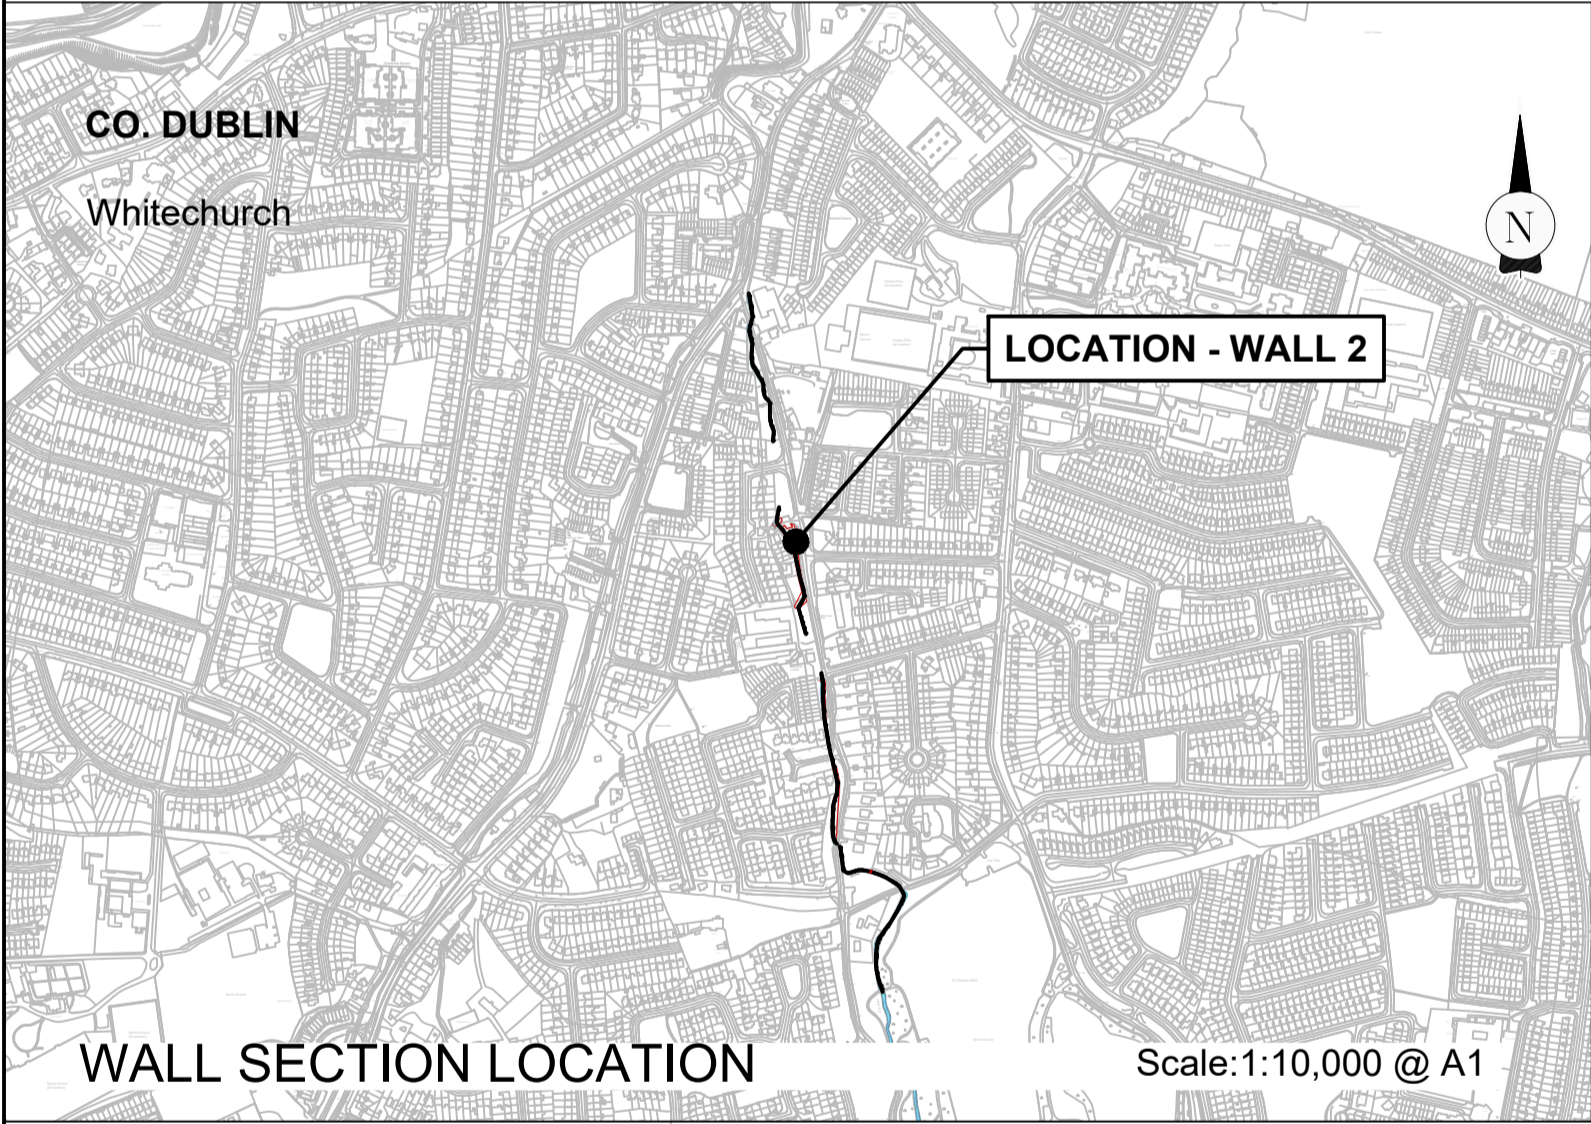 CO. DUBLIN
Whitechurch
N
LOCATION - WALL 2
WALL SECTION LOCATION
Scale:1:10,000 @ A1